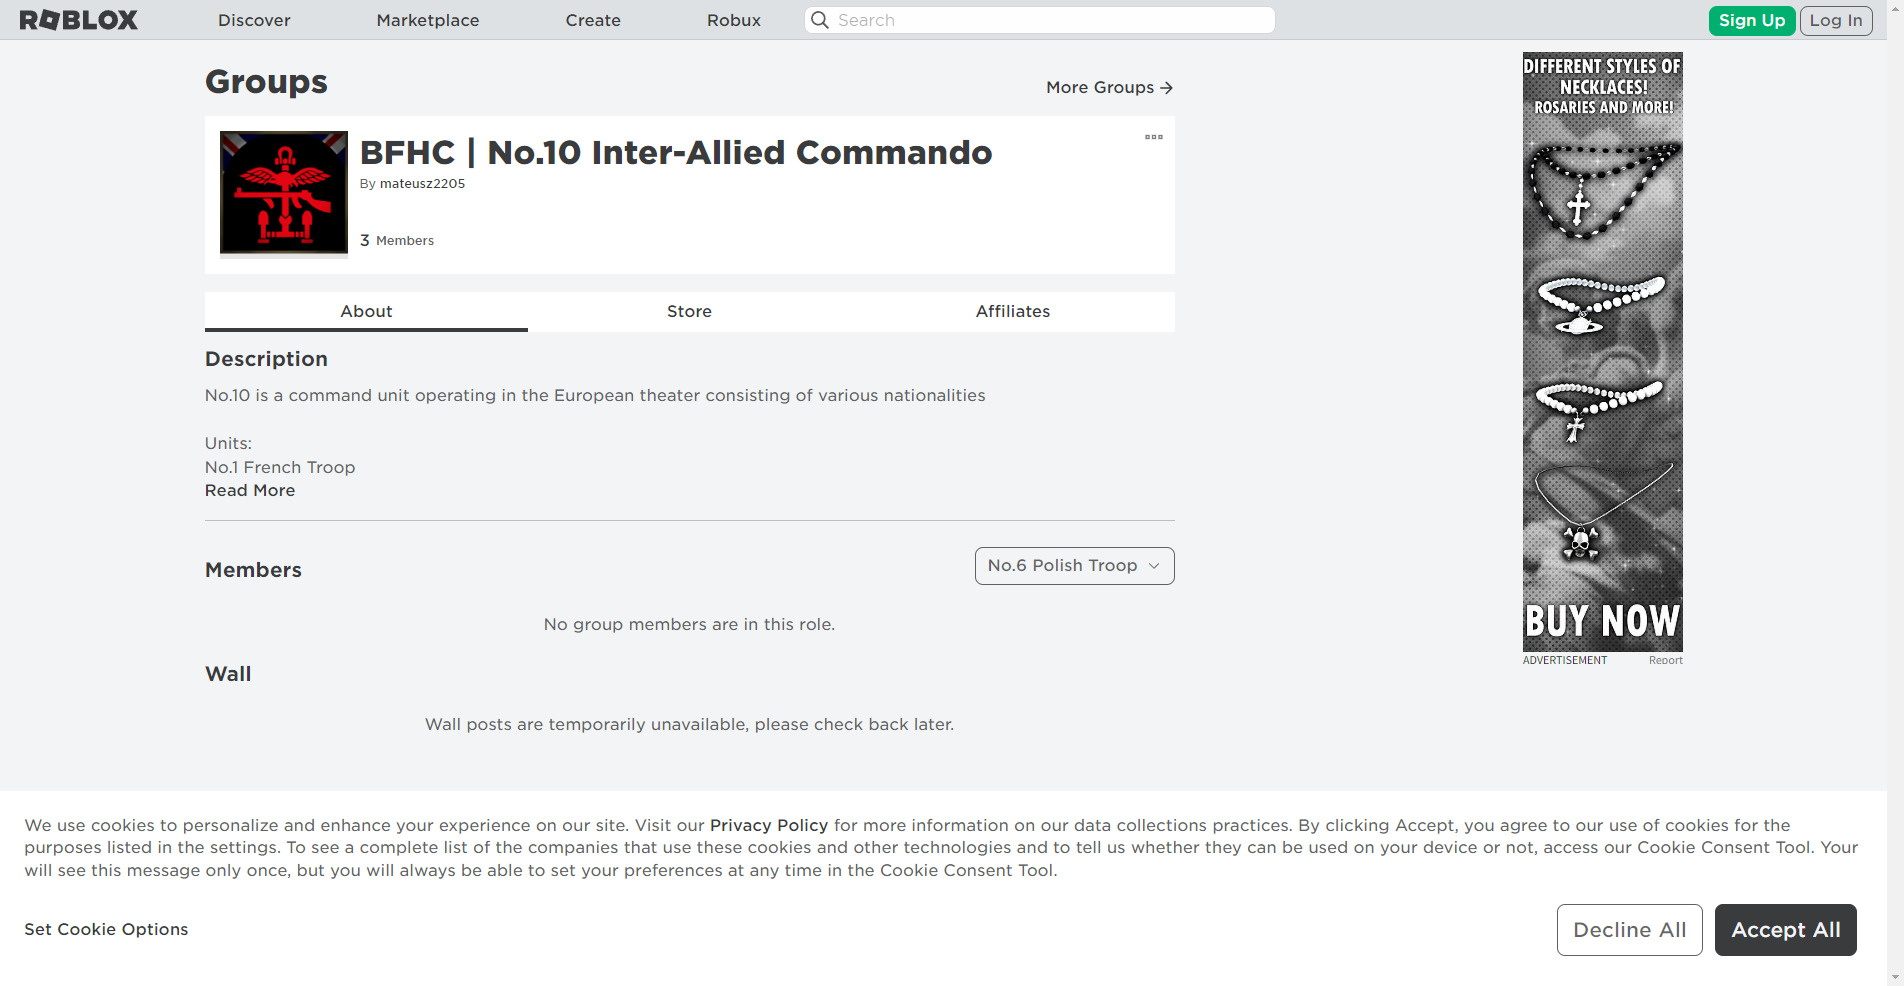 ROBLOX
Discover
Marketplace
Create
Robux
Search
Sign Up
Log In
Groups
More Groups →
BFHC | No.10 Inter-Allied Commando
By mateusz2205
3 Members
About
Store
Affiliates
Description
No.10 is a command unit operating in the European theater consisting of various nationalities
Units:
No.1 French Troop
Read More
Members
No.6 Polish Troop
No group members are in this role.
Wall
Wall posts are temporarily unavailable, please check back later.
DIFFERENT STYLES OF
NECKLACES!
ROSARIES AND MORE!
BUY NOW
ADVERTISEMENT
Report
We use cookies to personalize and enhance your experience on our site. Visit our Privacy Policy for more information on our data collections practices. By clicking Accept, you agree to our use of cookies for the
purposes listed in the settings. To see a complete list of the companies that use these cookies and other technologies and to tell us whether they can be used on your device or not, access our Cookie Consent Tool. Your
will see this message only once, but you will always be able to set your preferences at any time in the Cookie Consent Tool.
Set Cookie Options
Decline All
Accept All